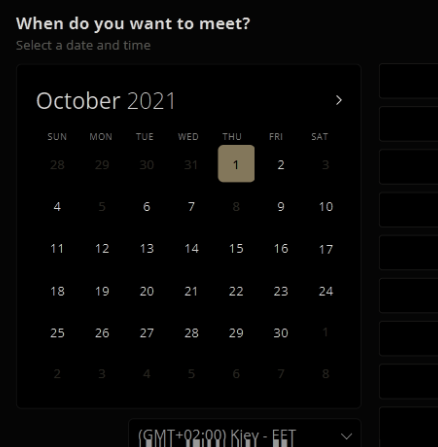 When do you want to meet?
Select a date and time
October 2021
SUN MON TUE WED THU FRI SAT
28 29 30 31 1 2 3
4 5 6 7 8 9 10
11 12 13 14 15 16 17
18 19 20 21 22 23 24
25 26 27 28 29 30 1
2 3 4 5 6 7 8
(GMT+02:00) Kiev - EET